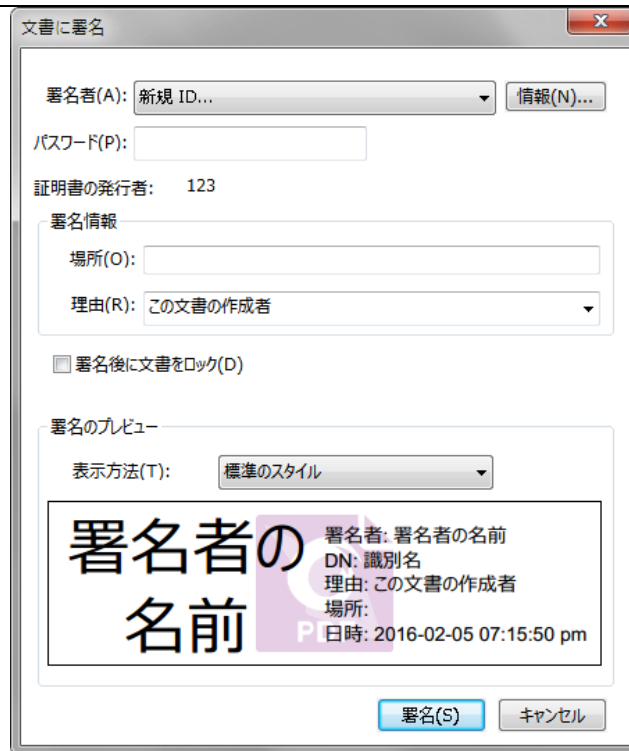 文書に署名
署名者(A): 新規 ID... 情報(N)...
パスワード(P):
証明書の発行者: 123
署名情報
場所(O):
理由(R): この文書の作成者
署名後に文書をロック(D)
署名のプレビュー
表示方法(T): 標準のスタイル
署名者の
名前
PDF
署名者: 署名者の名前
DN: 識別名
理由: この文書の作成者
場所:
日時: 2016-02-05 07:15:50 pm
署名(S) キャンセル